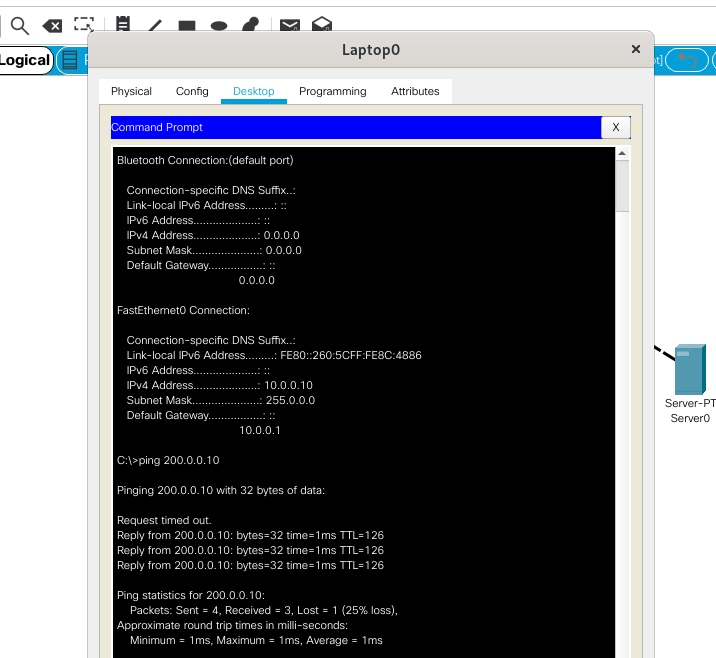 Laptop0
Logical
Physical Config Desktop Programming Attributes
Command Prompt
X
Bluetooth Connection:(default port)
Connection-specific DNS Suffix..:
Link-local IPv6 Address.........: ::
IPv6 Address....................: ::
IPv4 Address....................: 0.0.0.0
Subnet Mask.....................: 0.0.0.0
Default Gateway.................: ::
0.0.0.0
FastEthernet0 Connection:
Connection-specific DNS Suffix..:
Link-local IPv6 Address.........: FE80::260:5CFF:FE8C:4886
IPv6 Address....................: ::
IPv4 Address....................: 10.0.0.10
Subnet Mask.....................: 255.0.0.0
Default Gateway.................: ::
10.0.0.1
C:\>ping 200.0.0.10
Pinging 200.0.0.10 with 32 bytes of data:
Request timed out.
Reply from 200.0.0.10: bytes=32 time=1ms TTL=126
Reply from 200.0.0.10: bytes=32 time=1ms TTL=126
Reply from 200.0.0.10: bytes=32 time=1ms TTL=126
Ping statistics for 200.0.0.10:
Packets: Sent = 4, Received = 3, Lost = 1 (25% loss),
Approximate round trip times in milli-seconds:
Minimum = 1ms, Maximum = 1ms, Average = 1ms
Server-PT
Server0